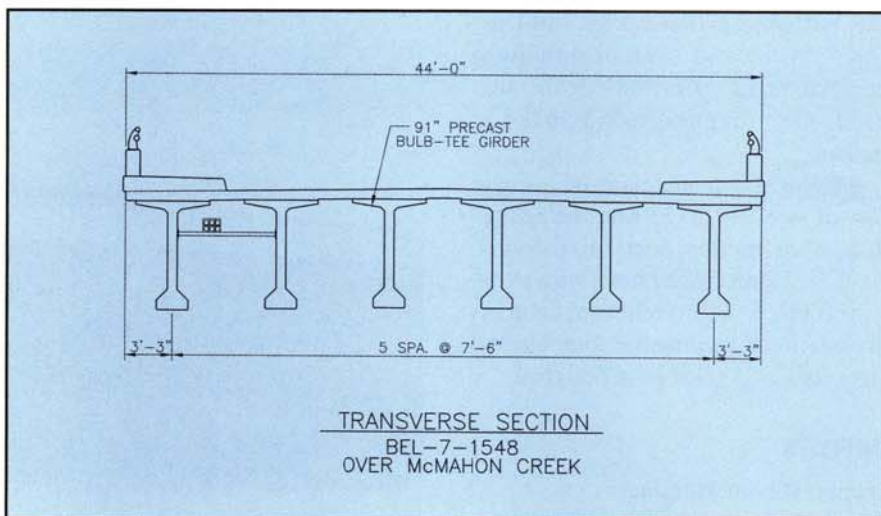 44'-0"
91" PRECAST
BULB-TEE GIRDER
3'-3"
5 SPA. @ 7'-6"
3'-3"
TRANSVERSE SECTION
BEL-7-1548
OVER McMAHON CREEK